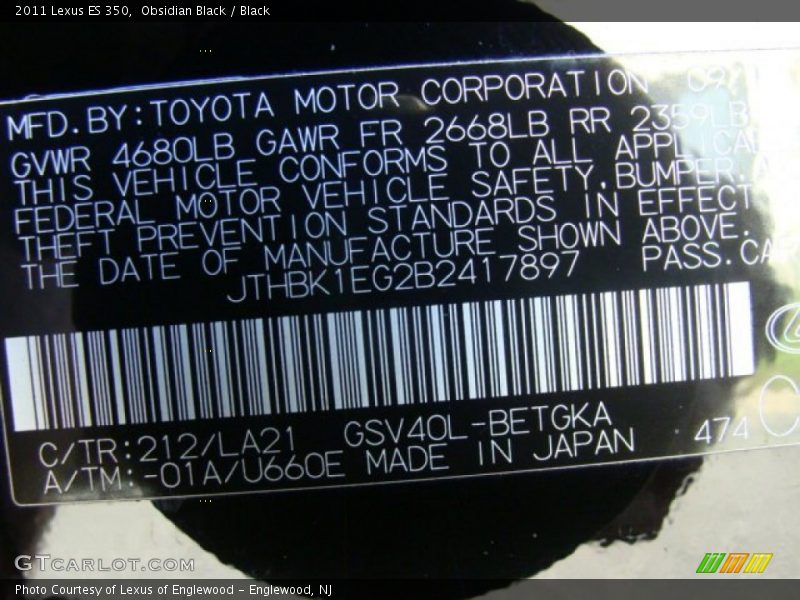 2011 Lexus ES 350, Obsidian Black / Black
MFD.BY:TOYOTA MOTOR CORPORATION
GVWR 4680LB GAWR FR 2668LB RR 2359LB
THIS VEHICLE CONFORMS TO ALL
FEDERAL MOTOR VEHICLE SAFETY,BUMPER,
THEFT PREVENTION STANDARDS IN EFFECT
THE DATE OF MANUFACTURE SHOWN ABOVE.
JTHBK1EG2B2417897 PASS.CA
C/TR:212/LA21 GSV40L-BETGKA
A/TM:-01A/U660E MADE IN JAPAN 474
GTcarlot.com
Photo Courtesy of Lexus of Englewood - Englewood, NJ